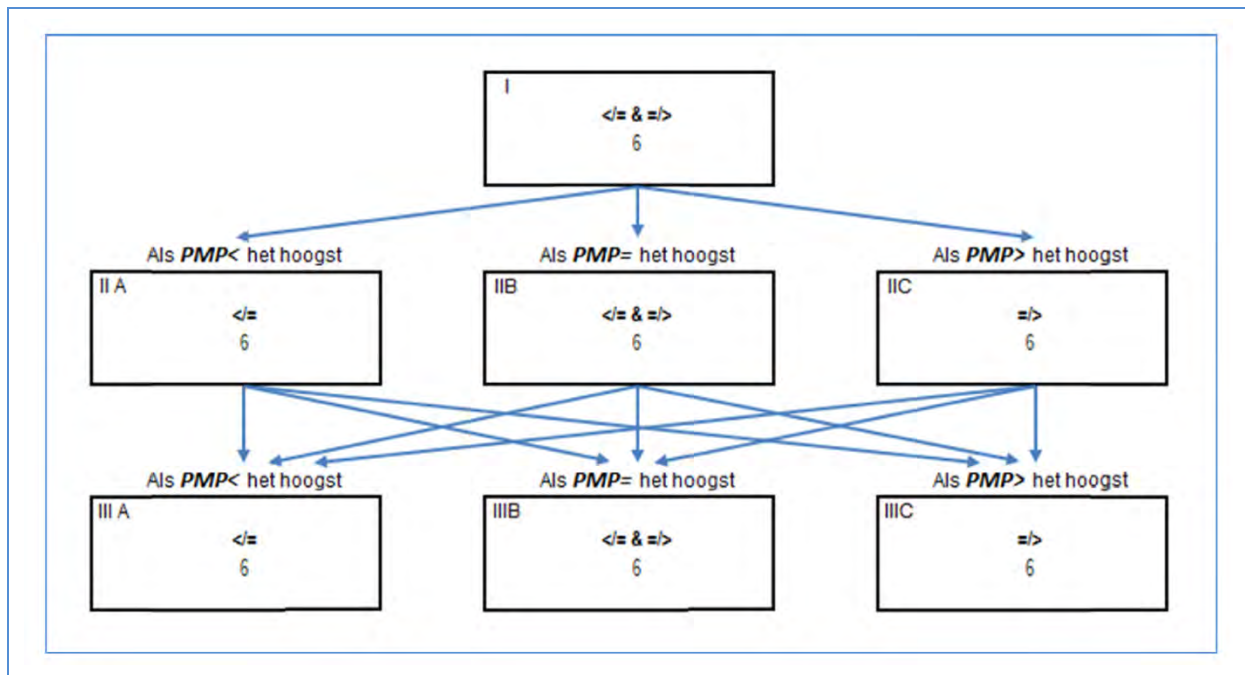 I
</= & =/>
6
Als PMP< het hoogst
Als PMP= het hoogst
Als PMP> het hoogst
II A
</=
6
IIB
</= & =/>
6
IIC
=/>
6
Als PMP< het hoogst
Als PMP= het hoogst
Als PMP> het hoogst
III A
</=
6
IIIB
</= & =/>
6
IIIC
=/>
6